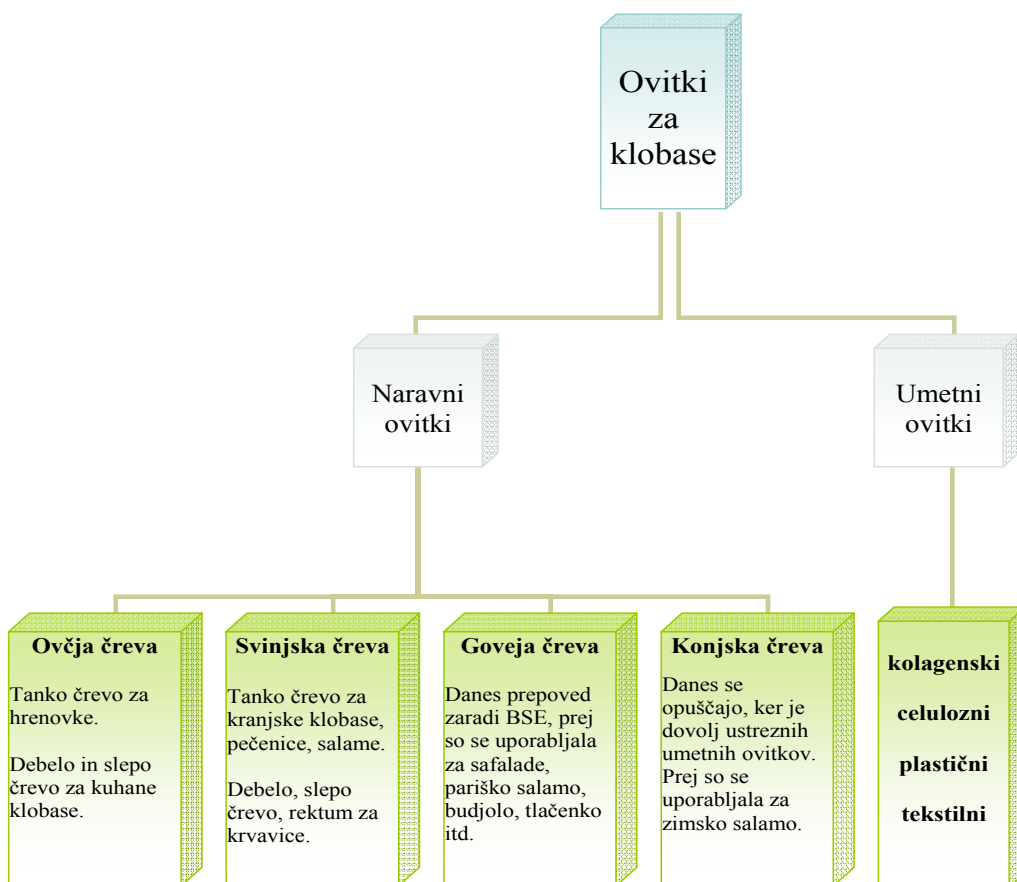 Ovitki
za
klobase
Naravni
ovitki
Umetni
ovitki
Ovčja čreva
Tanko črevo za
hrenovke.
Debelo in slepo
črevo za kuhane
klobase.
Svinjska čreva
Tanko črevo za
kranjske klobase,
pečenice, salame.
Debelo, slepo
črevo, rektum za
krvavice.
Goveja čreva
Danes prepoved
zaradi BSE, prej
so se uporabljala
za safalade,
pariško salamo,
budjolo, tlačenko
itd.
Konjska čreva
Danes se
opuščajo, ker je
dovolj ustreznih
umetnih ovitkov.
Prej so se
uporabljala za
zimsko salamo.
kolagenski
celulozni
plastični
tekstilni